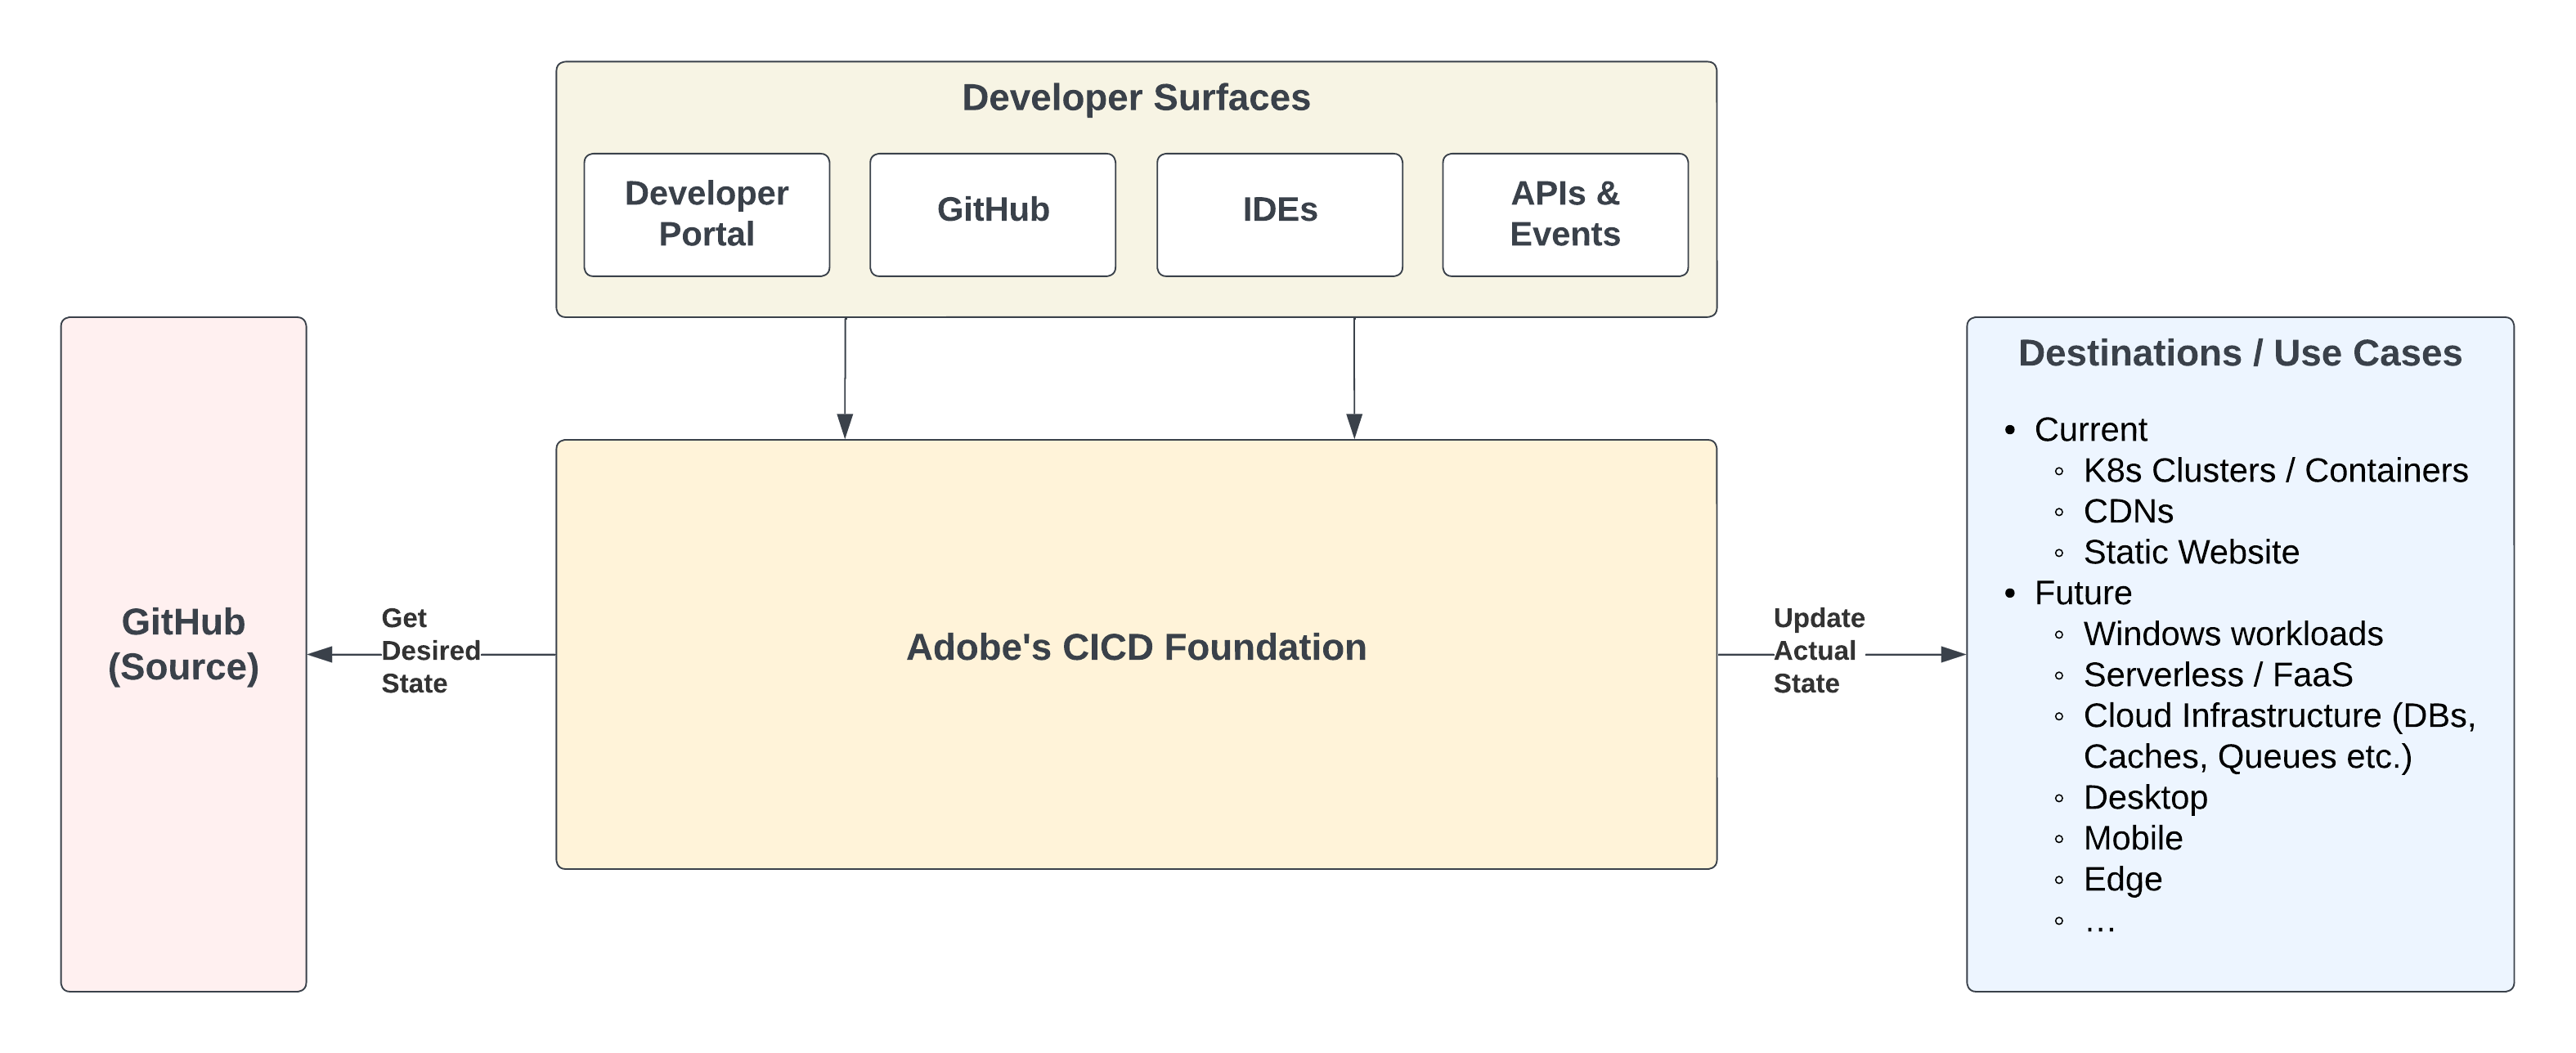 Developer Surfaces
Developer
Portal
GitHub
IDEs
APIs &
Events
GitHub
(Source)
Get
Desired
State
Adobe's CICD Foundation
Update
Actual
State
Destinations / Use Cases
• Current
◦ K8s Clusters / Containers
◦ CDNs
◦ Static Website
• Future
◦ Windows workloads
◦ Serverless / FaaS
◦ Cloud Infrastructure (DBs,
Caches, Queues etc.)
◦ Desktop
◦ Mobile
◦ Edge
◦ …